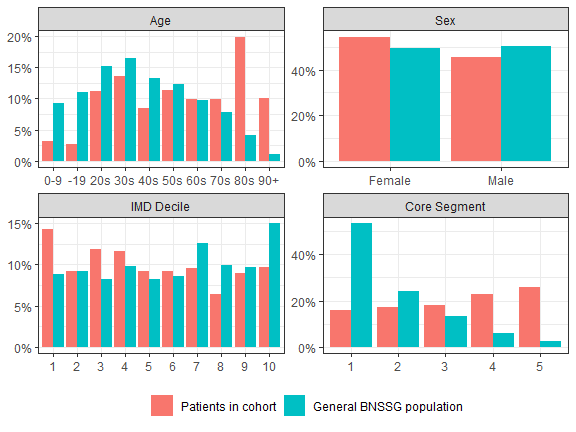 Age
20%
15%
10%
5%
0%
0-9 -19 20s 30s 40s 50s 60s 70s 80s 90+
Sex
40%
20%
0%
Female Male
IMD Decile
15%
10%
5%
0%
1 2 3 4 5 6 7 8 9 10
Core Segment
40%
20%
0%
1 2 3 4 5
Patients in cohort General BNSSG population